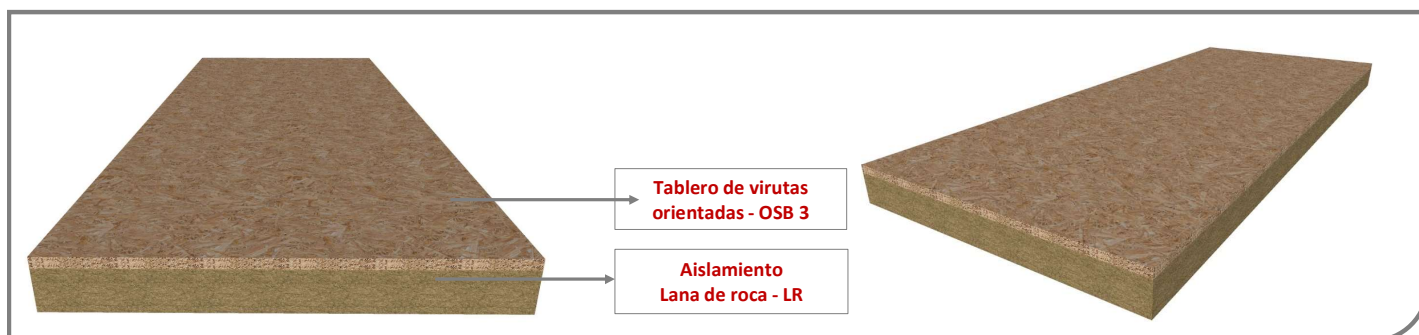 Tablero de virutas
orientadas - OSB 3
Aislamiento
Lana de roca - LR